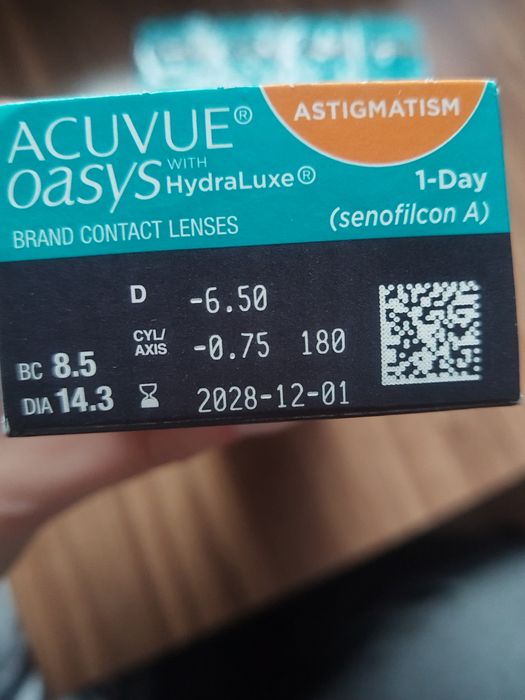 ACUVUE®
ASTIGMATISM
oasys WITH HydraLuxe®
1-Day
BRAND CONTACT LENSES
(senofilcon A)
D -6.50
CYL/AXIS -0.75 180
BC 8.5
DIA 14.3
2028-12-01